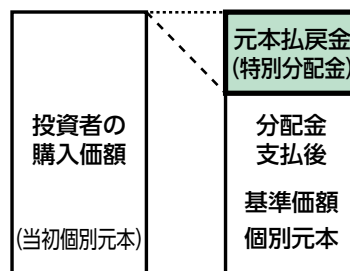 投資者の
購入価額
(当初個別元本)
元本払戻金
(特別分配金)
分配金
支払後
基準価額
個別元本